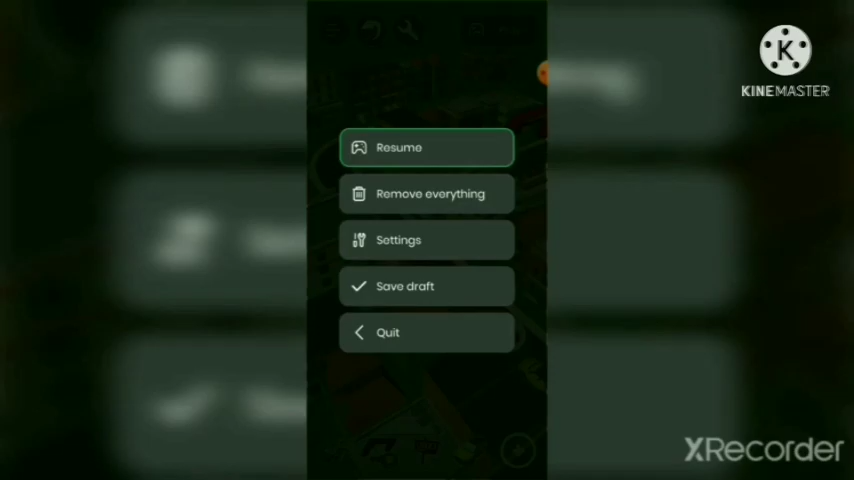 KINEMASTER
Resume
Remove everything
Settings
Save draft
Quit
XRecorder